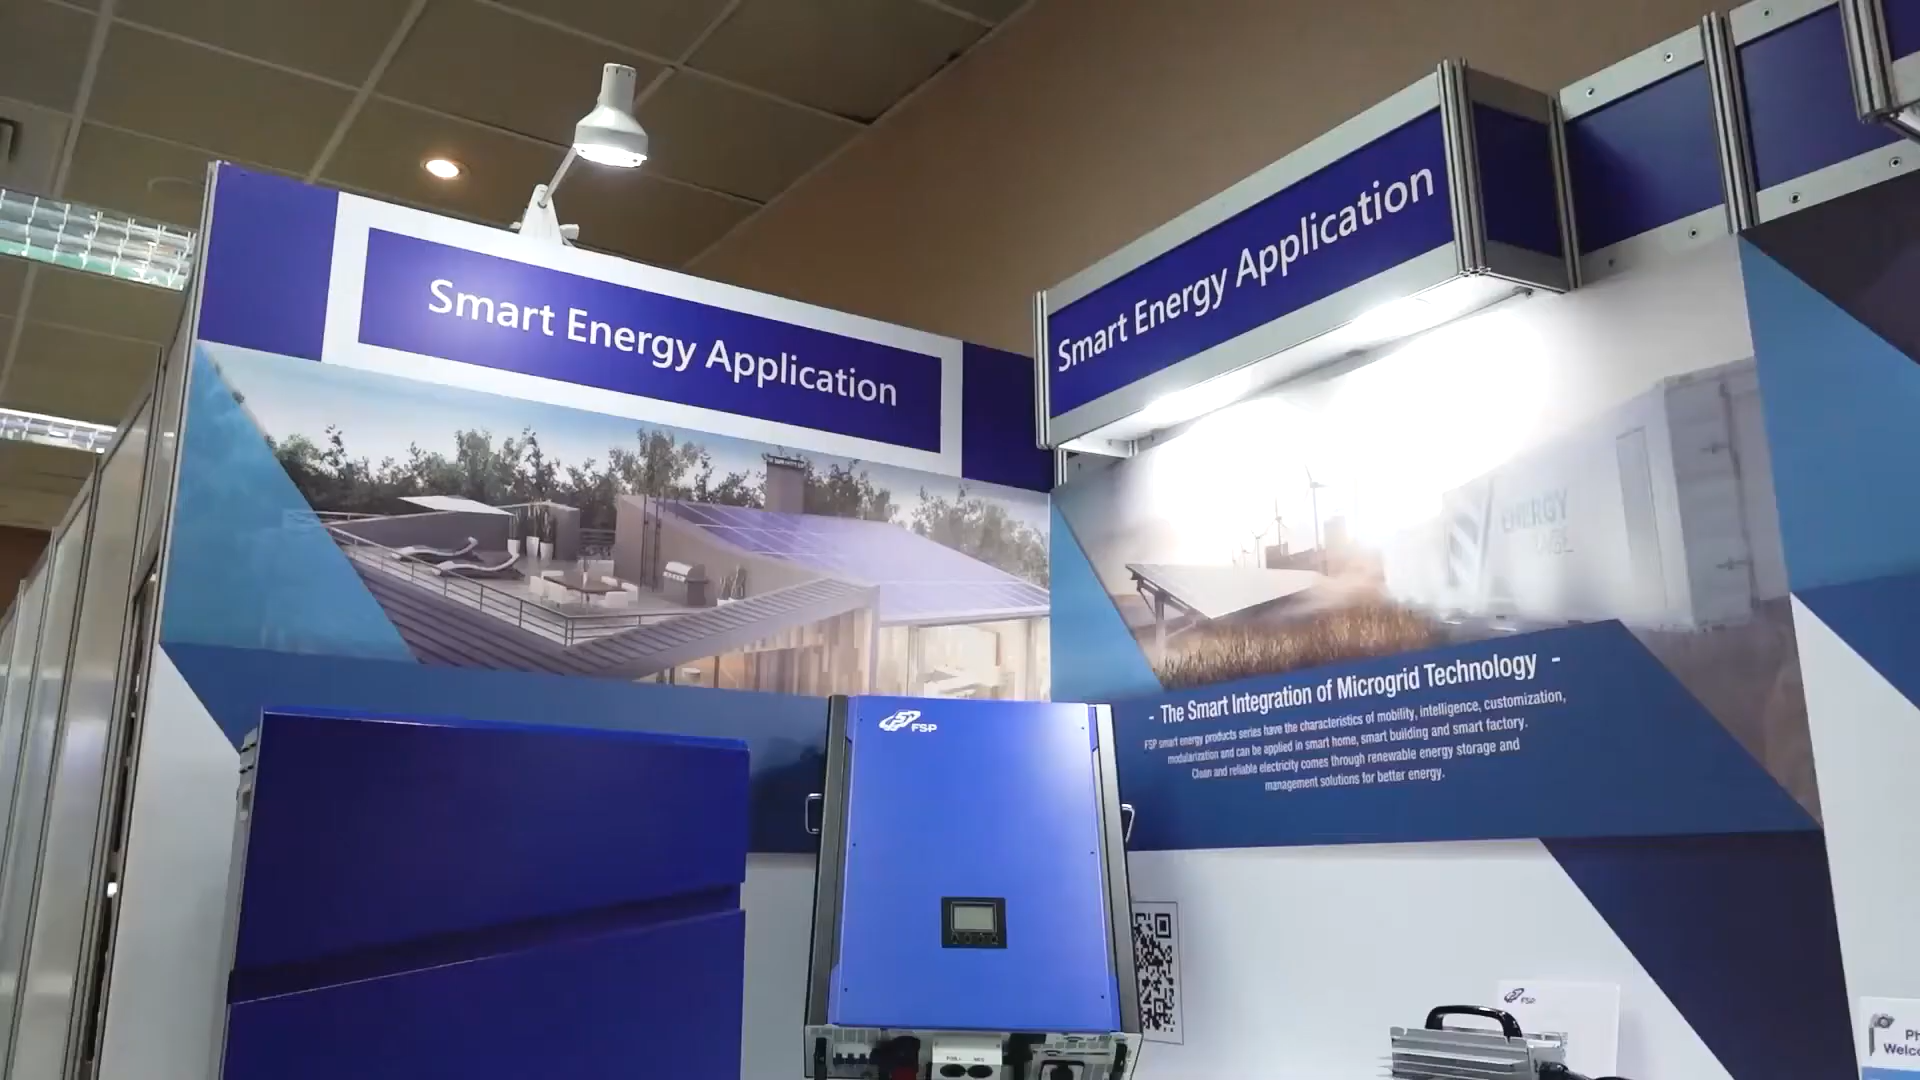 Smart Energy Application
Smart Energy Application
ENERGY
- The Smart Integration of Microgrid Technology -
FSP smart energy products series have the characteristics of mobility, intelligence, customization,
modularization and can be applied in smart home, smart building and smart factory.
Clean and reliable electricity comes through renewable energy storage and
management solutions for better energy.
FSP
FSP
Welco